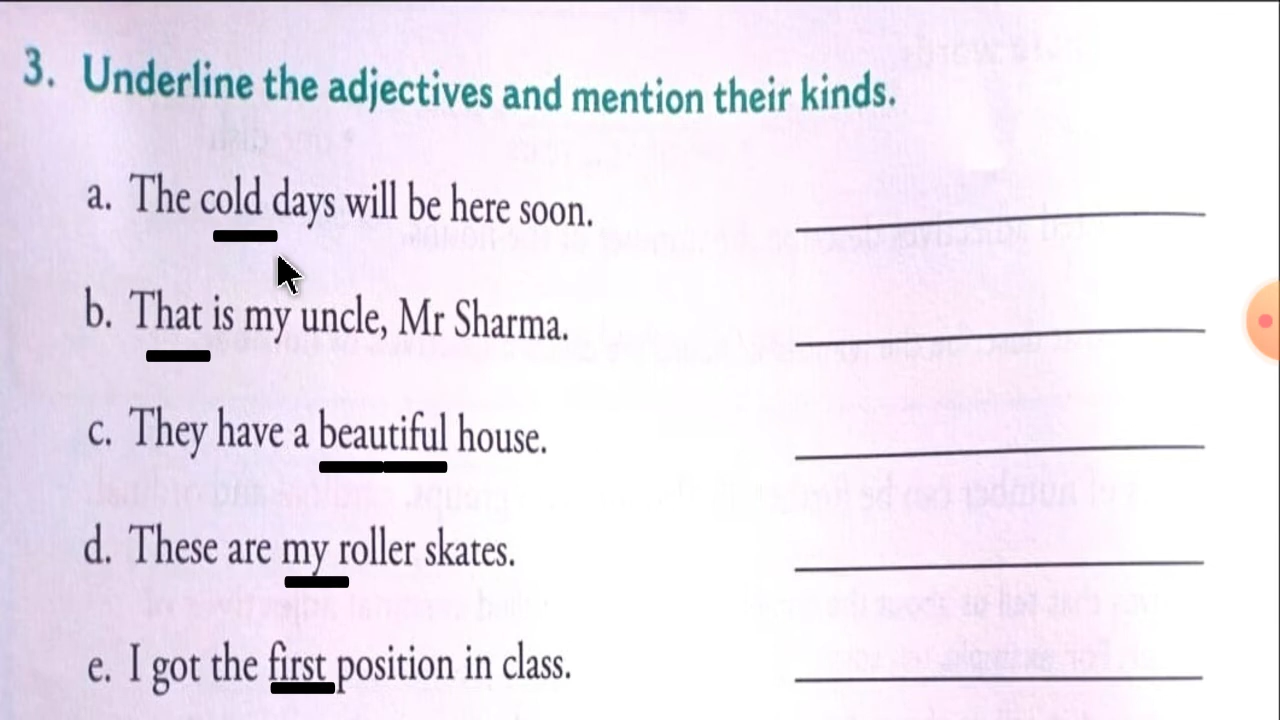 3. Underline the adjectives and mention their kinds.
a. The cold days will be here soon.
b. That is my uncle, Mr Sharma.
c. They have a beautiful house.
d. These are my roller skates.
e. I got the first position in class.